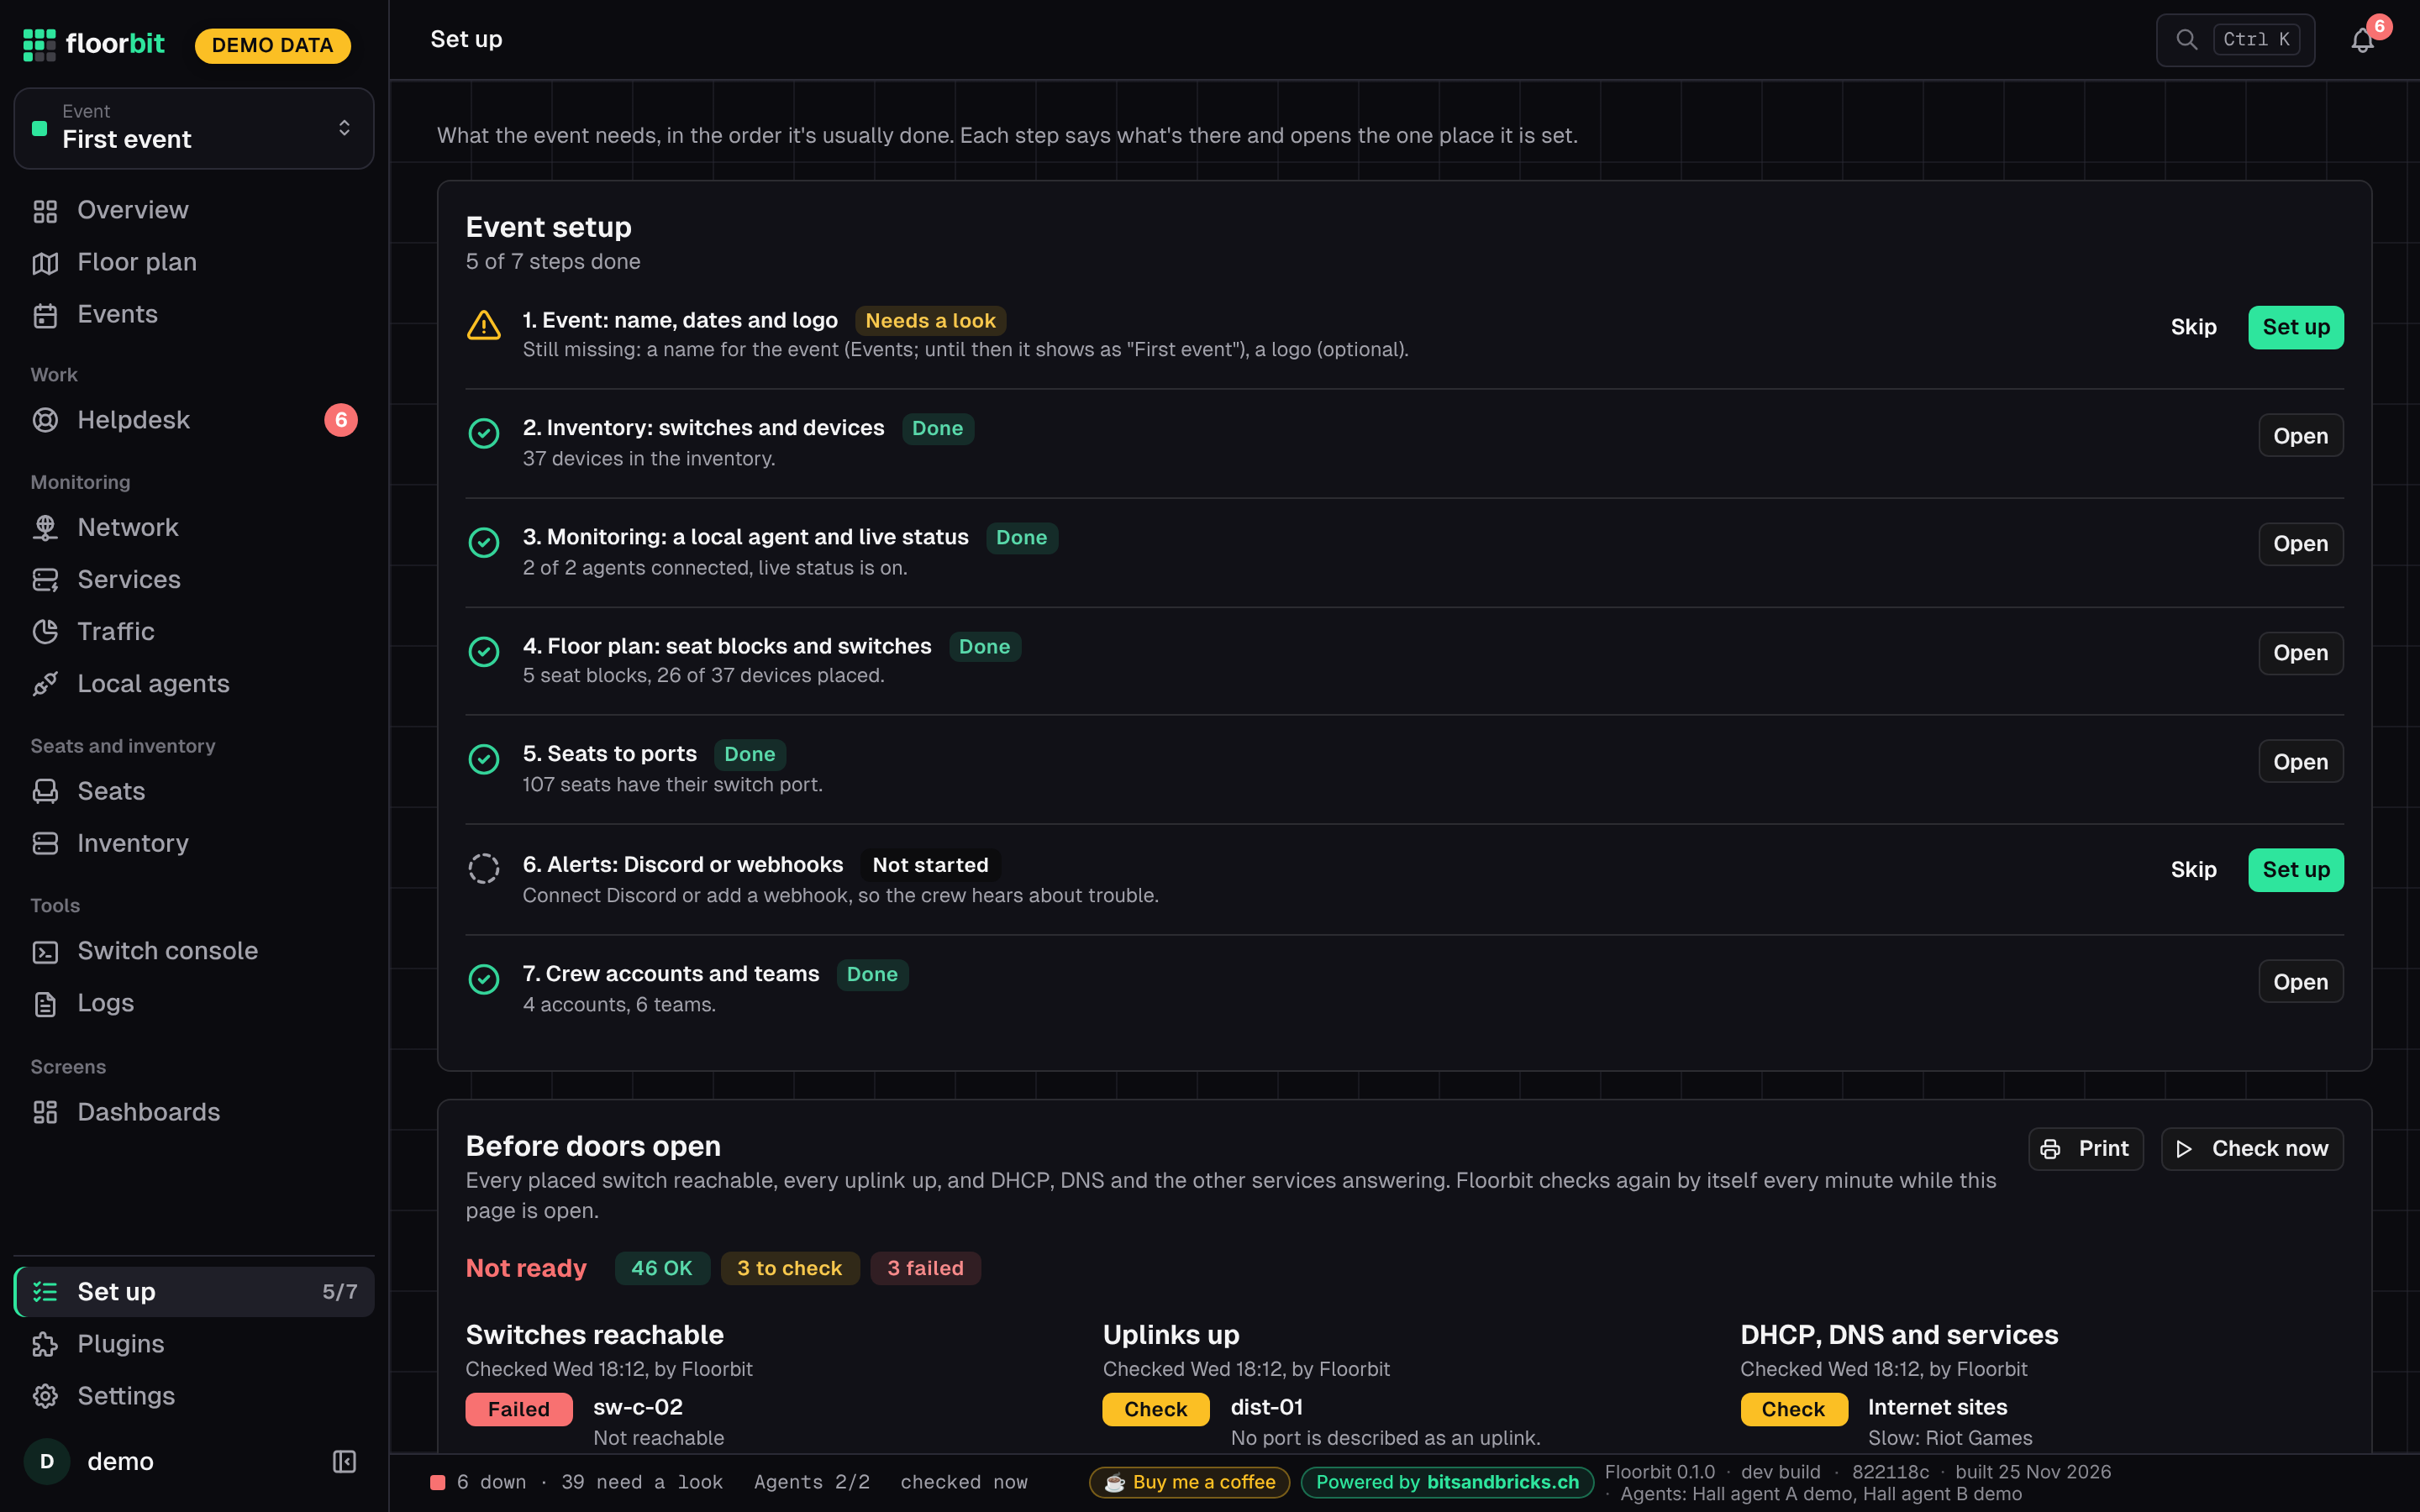 floorbit
DEMO DATA
Event
First event
Overview
Floor plan
Events
Work
Helpdesk 6
Monitoring
Network
Services
Traffic
Local agents
Seats and inventory
Seats
Inventory
Tools
Switch console
Logs
Screens
Dashboards
Set up 5/7
Plugins
Settings
D demo
Set up
Ctrl K
6
What the event needs, in the order it's usually done. Each step says what's there and opens the one place it is set.
Event setup
5 of 7 steps done
1. Event: name, dates and logo Needs a look
Still missing: a name for the event (Events; until then it shows as "First event"), a logo (optional).
Skip Set up
2. Inventory: switches and devices Done
37 devices in the inventory.
Open
3. Monitoring: a local agent and live status Done
2 of 2 agents connected, live status is on.
Open
4. Floor plan: seat blocks and switches Done
5 seat blocks, 26 of 37 devices placed.
Open
5. Seats to ports Done
107 seats have their switch port.
Open
6. Alerts: Discord or webhooks Not started
Connect Discord or add a webhook, so the crew hears about trouble.
Skip Set up
7. Crew accounts and teams Done
4 accounts, 6 teams.
Open
Before doors open
Print Check now
Every placed switch reachable, every uplink up, and DHCP, DNS and the other services answering. Floorbit checks again by itself every minute while this
page is open.
Not ready 46 OK 3 to check 3 failed
Switches reachable
Checked Wed 18:12, by Floorbit
Failed sw-c-02
Not reachable
Uplinks up
Checked Wed 18:12, by Floorbit
Check dist-01
No port is described as an uplink.
DHCP, DNS and services
Checked Wed 18:12, by Floorbit
Check Internet sites
Slow: Riot Games
6 down · 39 need a look Agents 2/2 checked now
☕ Buy me a coffee
Powered by bitsandbricks.ch
Floorbit 0.1.0 · dev build · 822118c · built 25 Nov 2026
· Agents: Hall agent A demo, Hall agent B demo